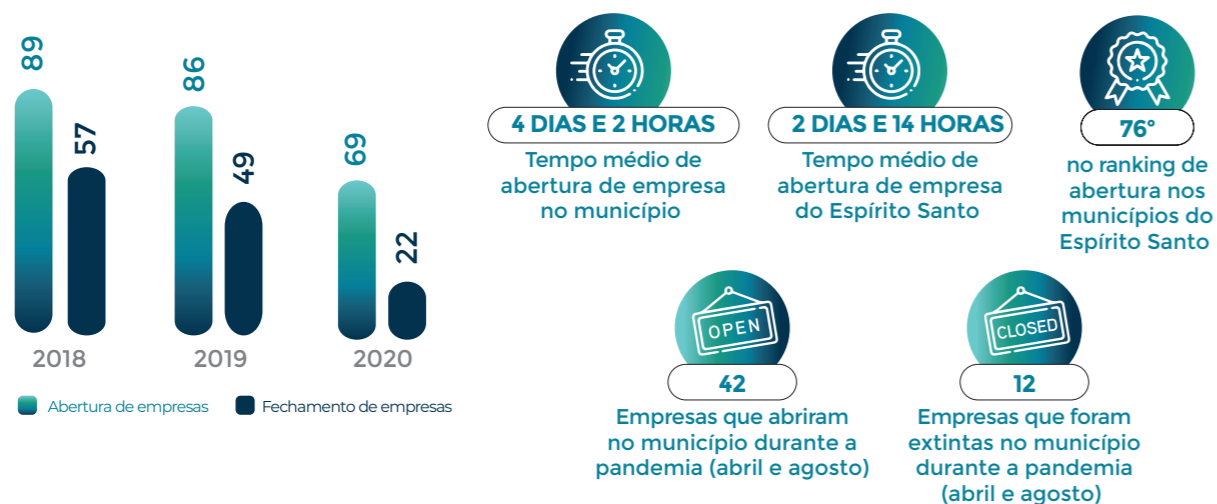 89
57
86
49
69
22
2018
2019
2020
Abertura de empresas
Fechamento de empresas
4 DIAS E 2 HORAS
Tempo médio de
abertura de empresa
no município
2 DIAS E 14 HORAS
Tempo médio de
abertura de empresa
do Espírito Santo
76°
no ranking de
abertura nos
municípios do
Espírito Santo
OPEN
42
Empresas que abriram
no município durante a
pandemia (abril e agosto)
CLOSED
12
Empresas que foram
extintas no município
durante a pandemia
(abril e agosto)